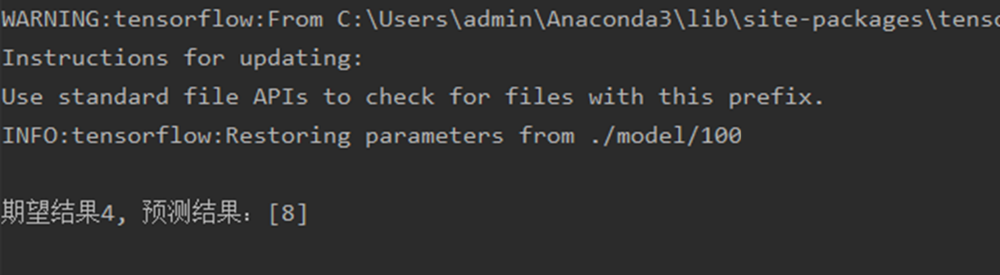 WARNING:tensorflow:From C:\Users\admin\Anaconda3\lib\site-packages\tenso
Instructions for updating:
Use standard file APIs to check for files with this prefix.
INFO:tensorflow:Restoring parameters from ./model/100
期望结果4, 预测结果：[8]